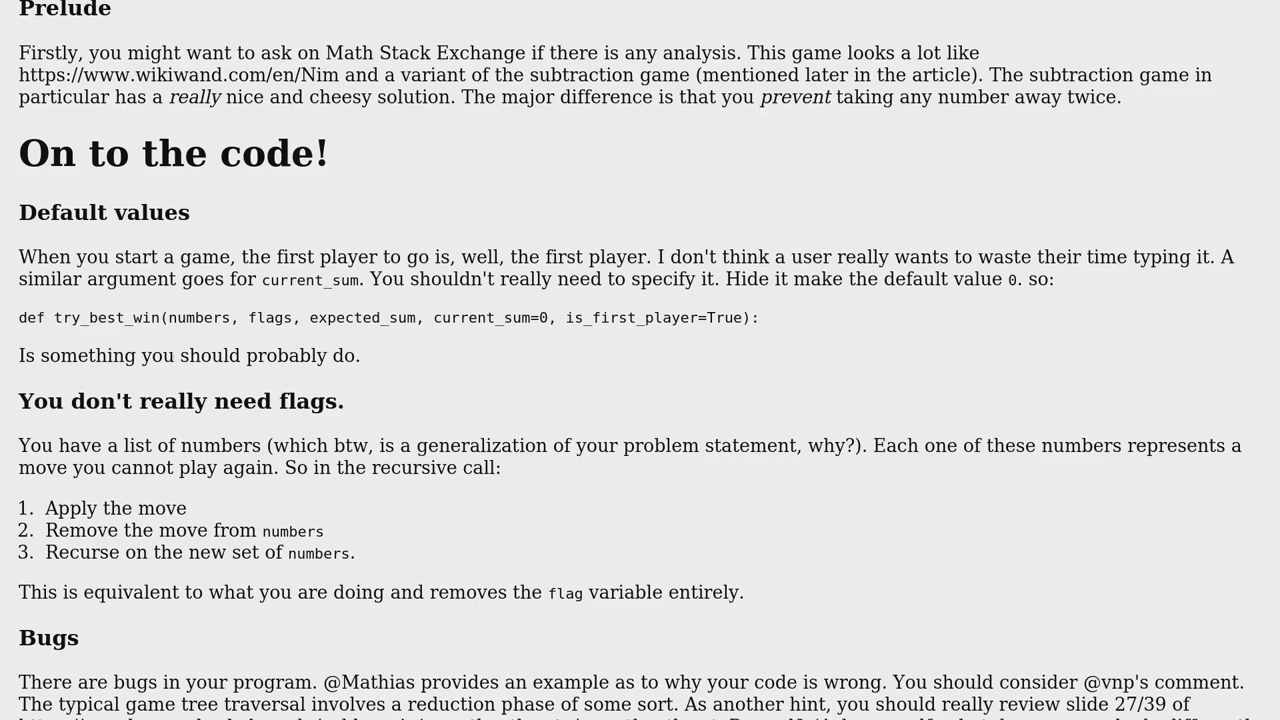 Prelude
Firstly, you might want to ask on Math Stack Exchange if there is any analysis. This game looks a lot like
https://www.wikiwand.com/en/Nim and a variant of the subtraction game (mentioned later in the article). The subtraction game in
particular has a really nice and cheesy solution. The major difference is that you prevent taking any number away twice.
On to the code!
Default values
When you start a game, the first player to go is, well, the first player. I don't think a user really wants to waste their time typing it. A
similar argument goes for current_sum. You shouldn't really need to specify it. Hide it make the default value 0. so:
def try_best_win(numbers, flags, expected_sum, current_sum=0, is_first_player=True):
Is something you should probably do.
You don't really need flags.
You have a list of numbers (which btw, is a generalization of your problem statement, why?). Each one of these numbers represents a
move you cannot play again. So in the recursive call:
1. Apply the move
2. Remove the move from numbers
3. Recurse on the new set of numbers.
This is equivalent to what you are doing and removes the flag variable entirely.
Bugs
There are bugs in your program. @Mathias provides an example as to why your code is wrong. You should consider @vnp's comment.
The typical game tree traversal involves a reduction phase of some sort. As another hint, you should really review slide 27/39 of